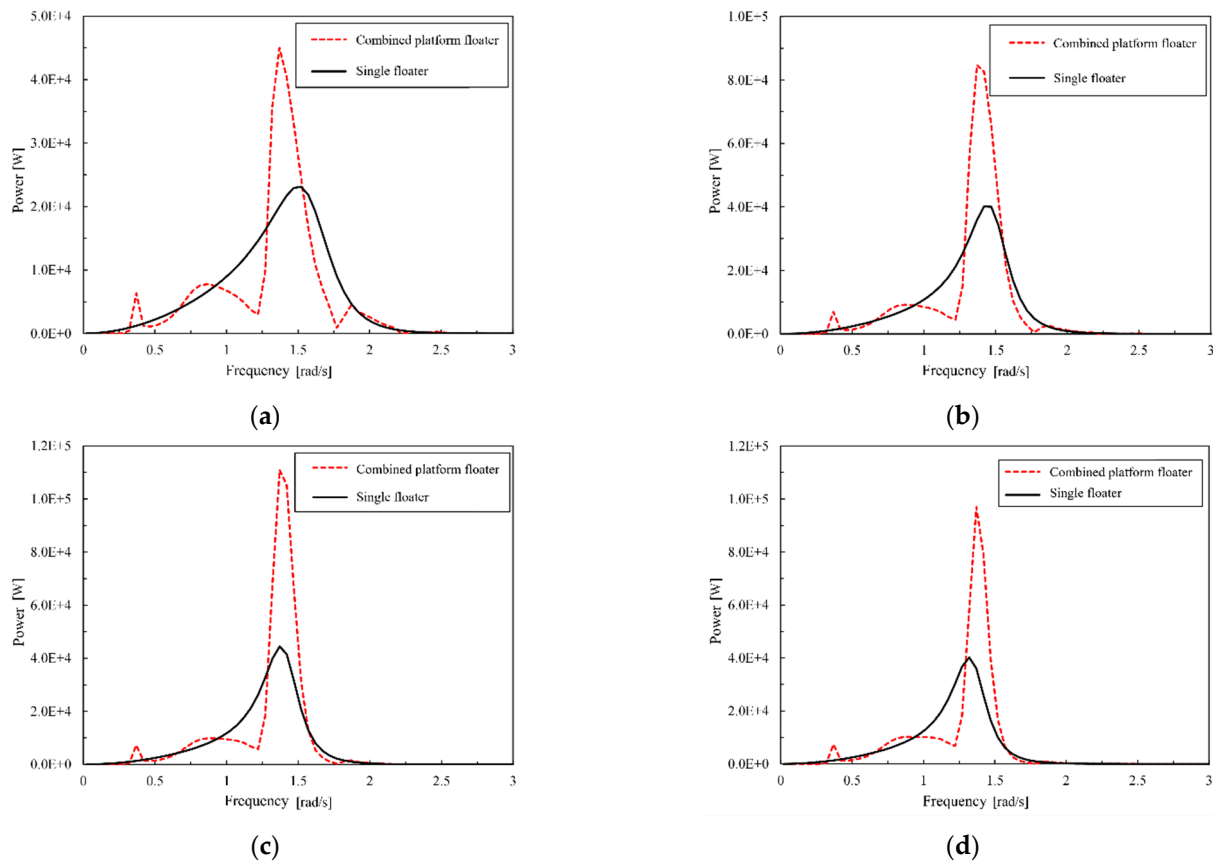 5.0E+4
4.0E+4
3.0E+4
2.0E+4
1.0E+4
0.0E+0
Power [W]
Combined platform floater
Single floater
0 0.5 1 1.5 2 2.5 3
Frequency [rad/s]
(a)
1.0E+5
8.0E+4
6.0E+4
4.0E+4
2.0E+4
0.0E+0
Power [W]
Combined platform floater
Single floater
0 0.5 1 1.5 2 2.5 3
Frequency [rad/s]
(b)
1.2E+5
1.0E+5
8.0E+4
6.0E+4
4.0E+4
2.0E+4
0.0E+0
Power [W]
Combined platform floater
Single floater
0 0.5 1 1.5 2 2.5 3
Frequency [rad/s]
(c)
1.2E+5
1.0E+5
8.0E+4
6.0E+4
4.0E+4
2.0E+4
0.0E+0
Power [W]
Combined platform floater
Single floater
0 0.5 1 1.5 2 2.5 3
Frequency [rad/s]
(d)